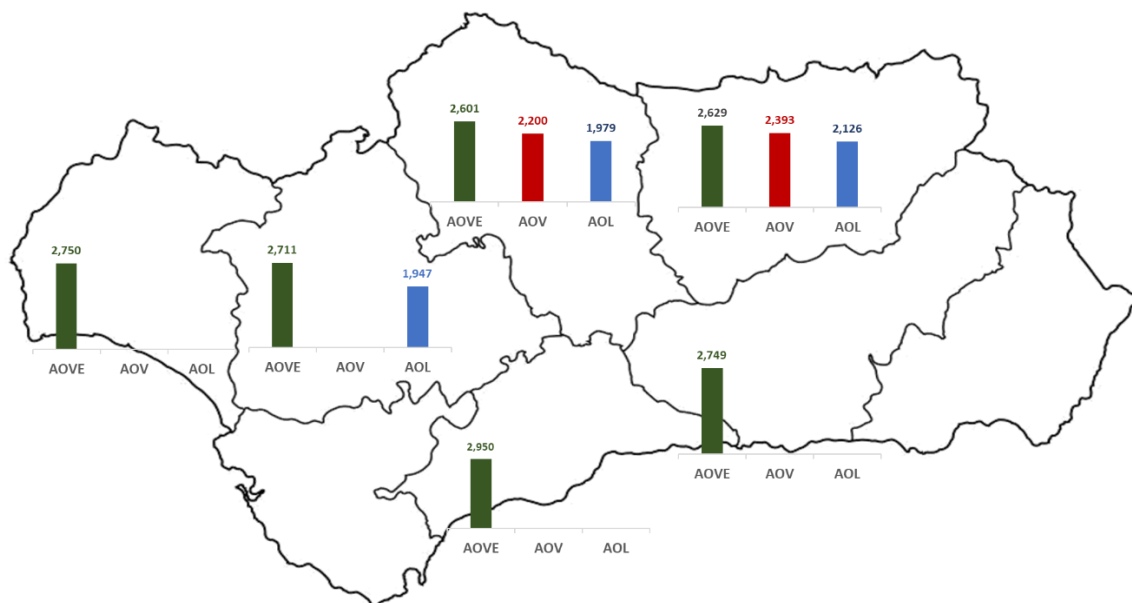 2,601 2,200 1,979
AOVE AOV AOL
2,629 2,393 2,126
AOVE AOV AOL
2,750
AOVE AOV AOL
2,711 1,947
AOVE AOV AOL
2,749
AOVE AOV AOL
2,950
AOVE AOV AOL